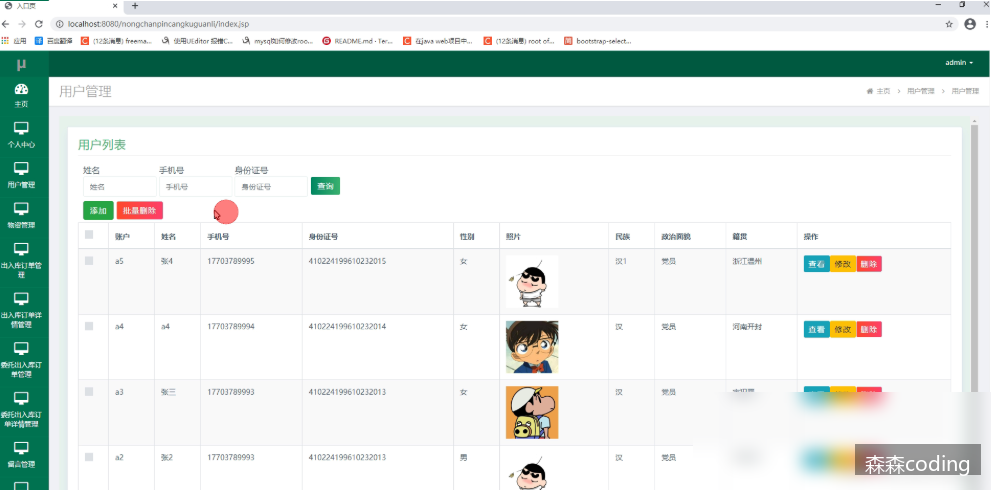 入口页
localhost:8080/nongchanpincangkuguanli/index.jsp
应用 百度翻译 (12条消息) freema... 使用UEditor 报错C... mysql如何修改roo... README.md · Ter... 在java web项目中... (12条消息) root of... bootstrap-select...
μ
admin
主页
个人中心
用户管理
物资管理
出入库订单管理
出入库订单详情管理
委托出入库订单管理
委托出入库订单详情管理
留言管理
用户管理
主页 > 用户管理 > 用户管理
用户列表
姓名 手机号 身份证号
姓名 手机号 身份证号 查询
添加 批量删除
账户 姓名 手机号 身份证号 性别 照片 民族 政治面貌 籍贯 操作
a5 张4 17703789995 410224199610232015 女 汉1 党员 浙江温州 查看 修改 删除
a4 a4 17703789994 410224199610232014 女 汉 党员 河南开封 查看 修改 删除
a3 张三 17703789993 410224199610232013 女 汉 党员
a2 张2 17703789993 410224199610232013 男 汉 党员
森森coding